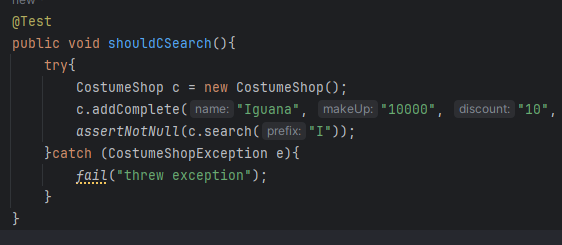 new
@Test
public void shouldCSearch(){
try{
CostumeShop c = new CostumeShop();
c.addComplete( name: "Iguana", makeUp: "10000", discount: "10",
assertNotNull(c.search( prefix: "I"));
}catch (CostumeShopException e){
fail("threw exception");
}
}